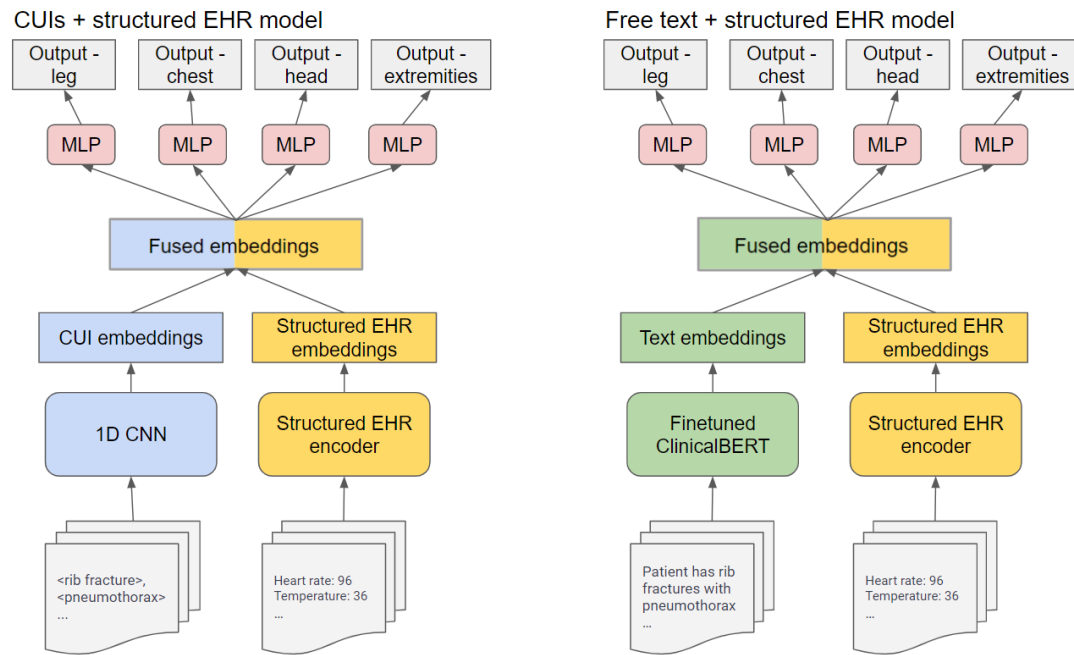 CUIs + structured EHR model
Output -
leg
Output -
chest
Output -
head
Output -
extremities
MLP
MLP
MLP
MLP
Fused embeddings
CUI embeddings
Structured EHR
embeddings
1D CNN
Structured EHR
encoder
<rib fracture>,
<pneumothorax>
...
Heart rate: 96
Temperature: 36
...
Free text + structured EHR model
Output -
leg
Output -
chest
Output -
head
Output -
extremities
MLP
MLP
MLP
MLP
Fused embeddings
Text embeddings
Structured EHR
embeddings
Finetuned
ClinicalBERT
Structured EHR
encoder
Patient has rib
fractures with
pneumothorax
...
Heart rate: 96
Temperature: 36
...